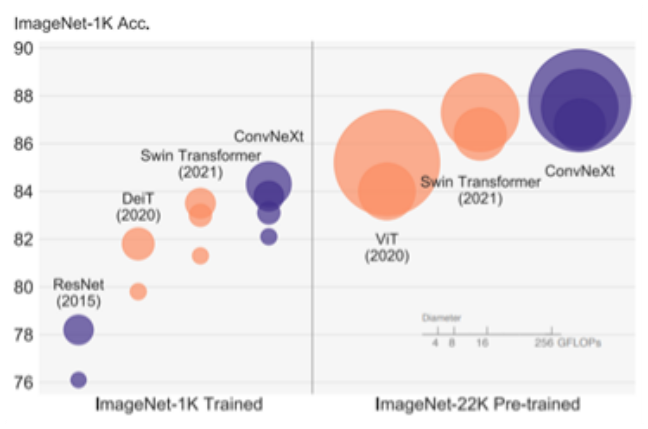 ImageNet-1K Acc.
90
88
86
84
82
80
78
76
ConvNeXt
Swin Transformer
(2021)
DeiT
(2020)
ResNet
(2015)
Swin Transformer
(2021)
ConvNeXt
ViT
(2020)
Diameter
4 8 16 256 GFLOPs
ImageNet-1K Trained
ImageNet-22K Pre-trained